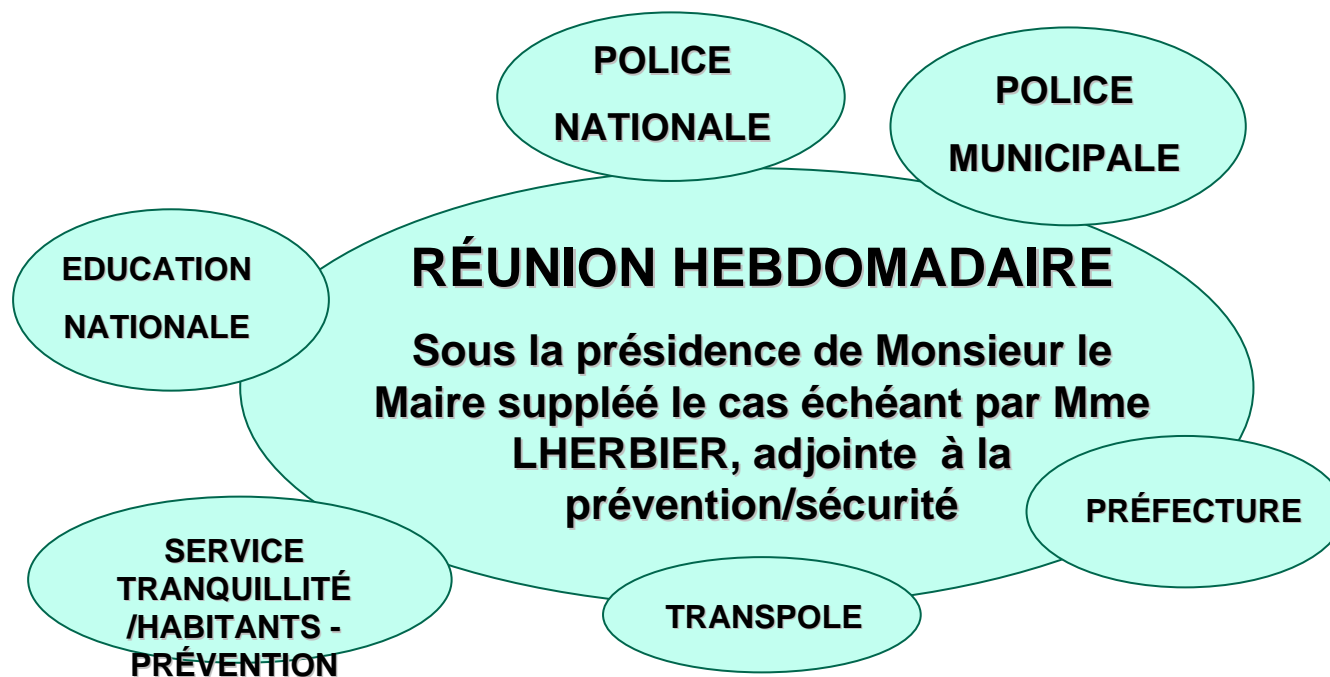 POLICE
NATIONALE
POLICE
MUNICIPALE
EDUCATION
NATIONALE
RÉUNION HEBDOMADAIRE
Sous la présidence de Monsieur le
Maire suppléé le cas échéant par Mme
LHERBIER, adjointe à la
prévention/sécurité
PRÉFECTURE
SERVICE
TRANQUILLITÉ
/HABITANTS -
PRÉVENTION
TRANSPOLE